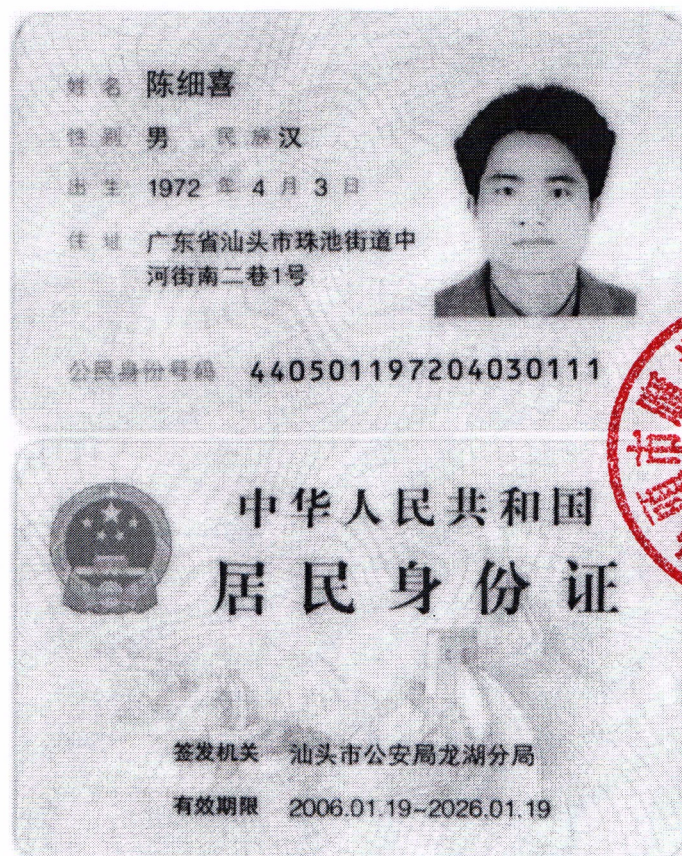 姓名 陈细喜
性别 男 民族 汉
出生 1972 年 4 月 3 日
住址 广东省汕头市珠池街道中
河街南二巷1号
公民身份号码 440501197204030111
中华人民共和国
居民身份证
签发机关 汕头市公安局龙湖分局
有效期限 2006.01.19-2026.01.19